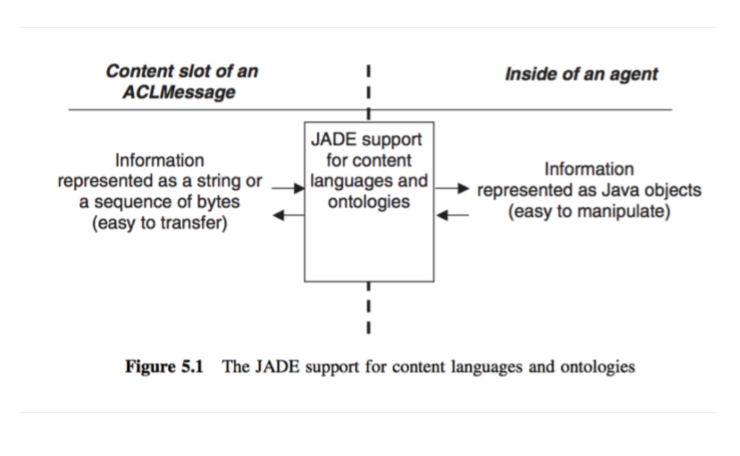 Content slot of an
ACLMessage
Inside of an agent
JADE support
for content
languages and
ontologies
Information
represented as a string or
a sequence of bytes
(easy to transfer)
Information
represented as Java objects
(easy to manipulate)
Figure 5.1 The JADE support for content languages and ontologies